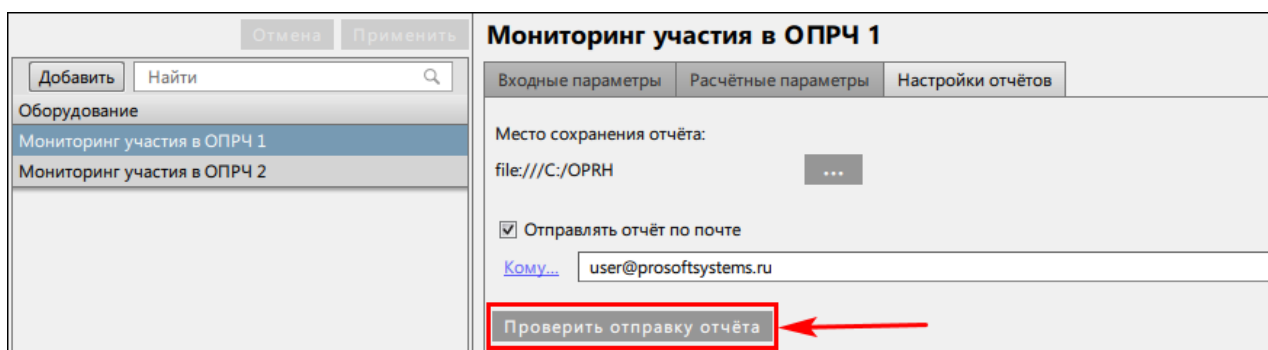 Отмена Применить
Добавить Найти
Оборудование
Мониторинг участия в ОПРЧ 1
Мониторинг участия в ОПРЧ 2
Мониторинг участия в ОПРЧ 1
Входные параметры Расчётные параметры Настройки отчётов
Место сохранения отчёта:
file:///C:/OPRH ...
Отправлять отчёт по почте
Кому... user@prosoftsystems.ru
Проверить отправку отчёта